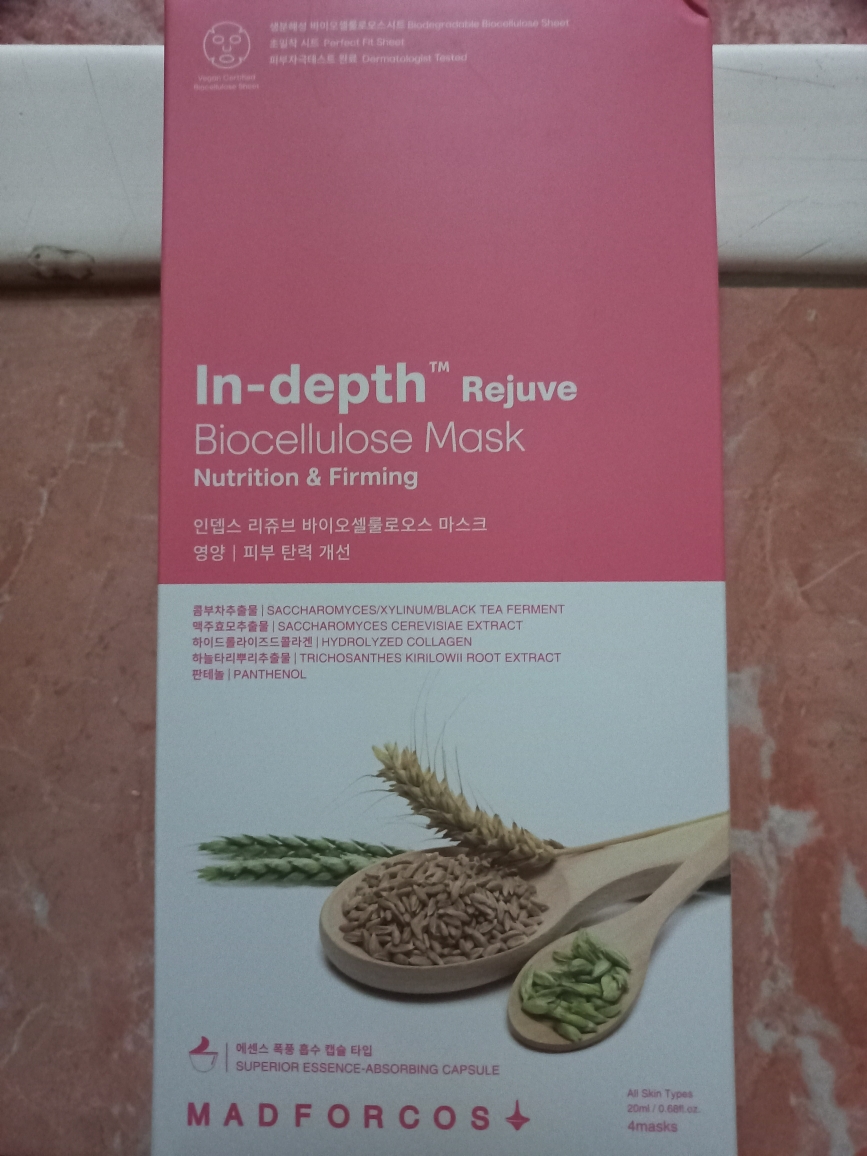 생분해성 바이오셀룰로오스시트 Biodegradable Biocellulose Sheet
초밀착 시트 Perfect Fit Sheet
피부자극테스트 완료 Dermatologist Tested
Vegan Certified
Biocellulose Sheet
In-depth™ Rejuve
Biocellulose Mask
Nutrition & Firming
인뎁스 리쥬브 바이오셀룰로오스 마스크
영양 | 피부 탄력 개선
콤부차추출물 | SACCHAROMYCES/XYLINUM/BLACK TEA FERMENT
맥주효모추출물 | SACCHAROMYCES CEREVISIAE EXTRACT
하이드롤라이즈드콜라겐 | HYDROLYZED COLLAGEN
하늘타리뿌리추출물 | TRICHOSANTHES KIRILOWII ROOT EXTRACT
판테놀 | PANTHENOL
에센스 폭풍 흡수 캡슐 타입
SUPERIOR ESSENCE-ABSORBING CAPSULE
MADFORCOS
All Skin Types
20ml / 0.68fl.oz.
4masks